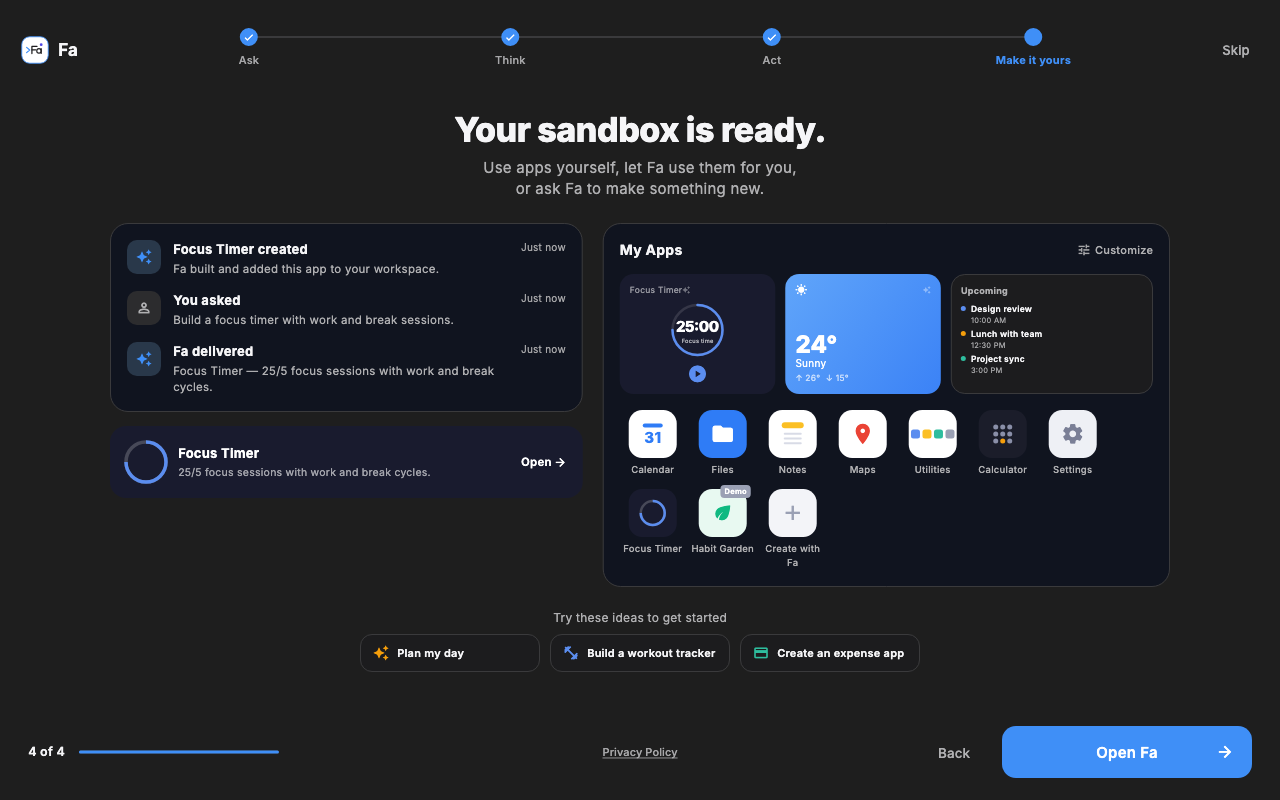 >Fa
Fa
Ask
Think
Act
Make it yours
Skip
Your sandbox is ready.
Use apps yourself, let Fa use them for you,
or ask Fa to make something new.
Focus Timer created
Just now
Fa built and added this app to your workspace.
You asked
Just now
Build a focus timer with work and break sessions.
Fa delivered
Just now
Focus Timer — 25/5 focus sessions with work and break
cycles.
Focus Timer
25/5 focus sessions with work and break cycles.
Open →
My Apps
Customize
Focus Timer
25:00
Focus time
24°
Sunny
↑ 26° ↓ 15°
Upcoming
Design review
10:00 AM
Lunch with team
12:30 PM
Project sync
3:00 PM
31
Calendar
Files
Notes
Maps
Utilities
Calculator
Settings
Demo
Focus Timer
Habit Garden
Create with
Fa
Try these ideas to get started
Plan my day
Build a workout tracker
Create an expense app
4 of 4
Privacy Policy
Back
Open Fa →